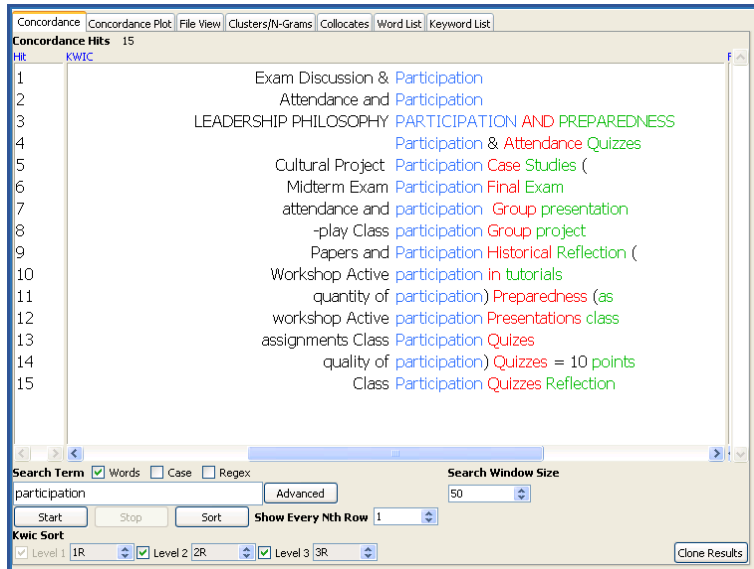 Concordance Concordance Plot File View Clusters/N-Grams Collocates Word List Keyword List
Concordance Hits 15
Hit KWIC F
1 Exam Discussion & Participation
2 Attendance and Participation
3 LEADERSHIP PHILOSOPHY PARTICIPATION AND PREPAREDNESS
4 Participation & Attendance Quizzes
5 Cultural Project Participation Case Studies (
6 Midterm Exam Participation Final Exam
7 attendance and participation Group presentation
8 -play Class participation Group project
9 Papers and Participation Historical Reflection (
10 Workshop Active participation in tutorials
11 quantity of participation) Preparedness (as
12 workshop Active participation Presentations class
13 assignments Class Participation Quizes
14 quality of participation) Quizzes = 10 points
15 Class Participation Quizzes Reflection
Search Term Words Case Regex Search Window Size
participation Advanced 50
Start Stop Sort Show Every Nth Row 1
Kwic Sort
Level 1 1R Level 2 2R Level 3 3R Clone Results